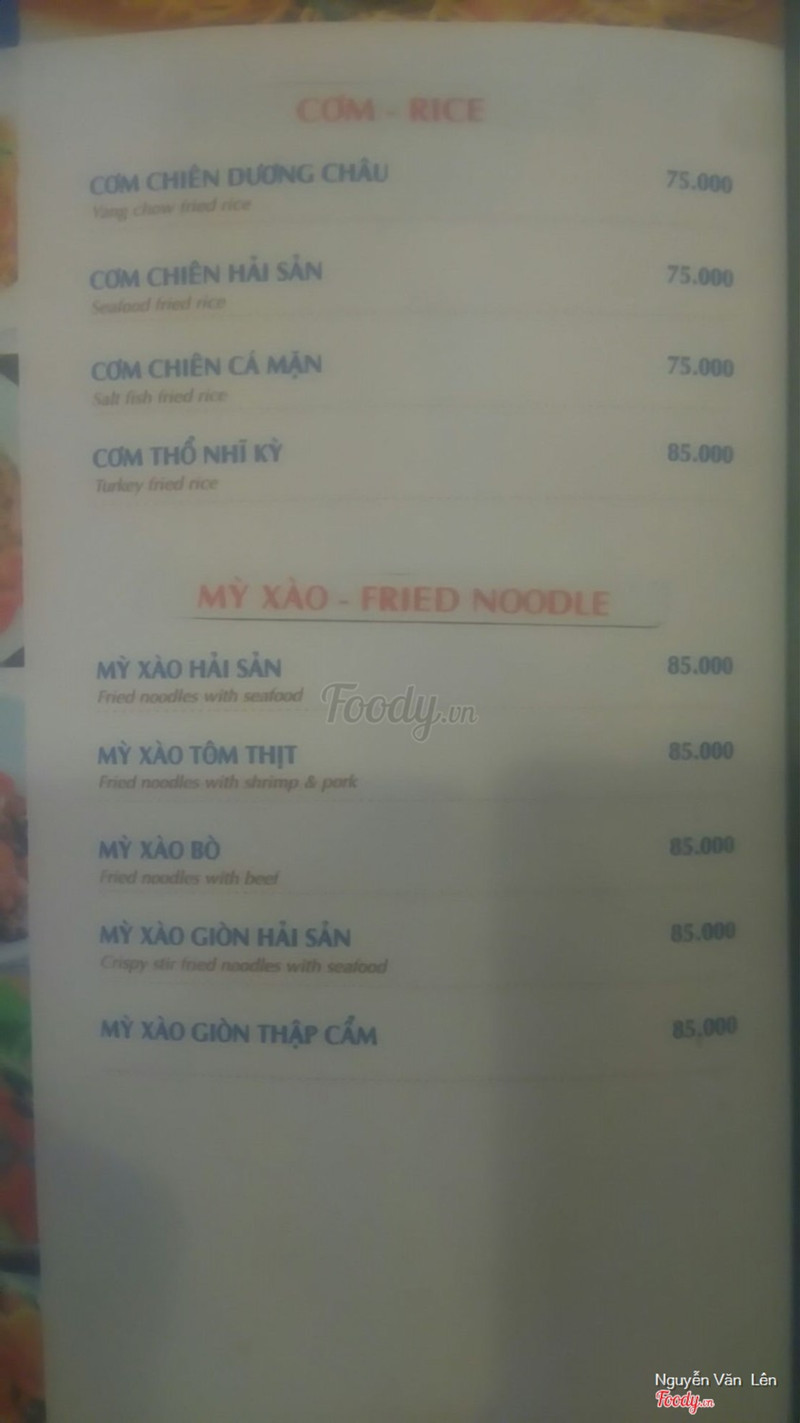 CƠM - RICE
CƠM CHIÊN DƯƠNG CHÂU 75.000
Yang chow fried rice
CƠM CHIÊN HẢI SẢN 75.000
Seafood fried rice
CƠM CHIÊN CÁ MẶN 75.000
Salt fish fried rice
CƠM THỔ NHĨ KỲ 85.000
Turkey fried rice
MỲ XÀO - FRIED NOODLE
MỲ XÀO HẢI SẢN 85.000
Fried noodles with seafood
Foody.vn
MỲ XÀO TÔM THỊT 85.000
Fried noodles with shrimp & pork
MỲ XÀO BÒ 85.000
Fried noodles with beef
MỲ XÀO GIÒN HẢI SẢN 85.000
Crispy stir fried noodles with seafood
MỲ XÀO GIÒN THẬP CẨM 85.000
Nguyễn Văn Lên
Foody.vn